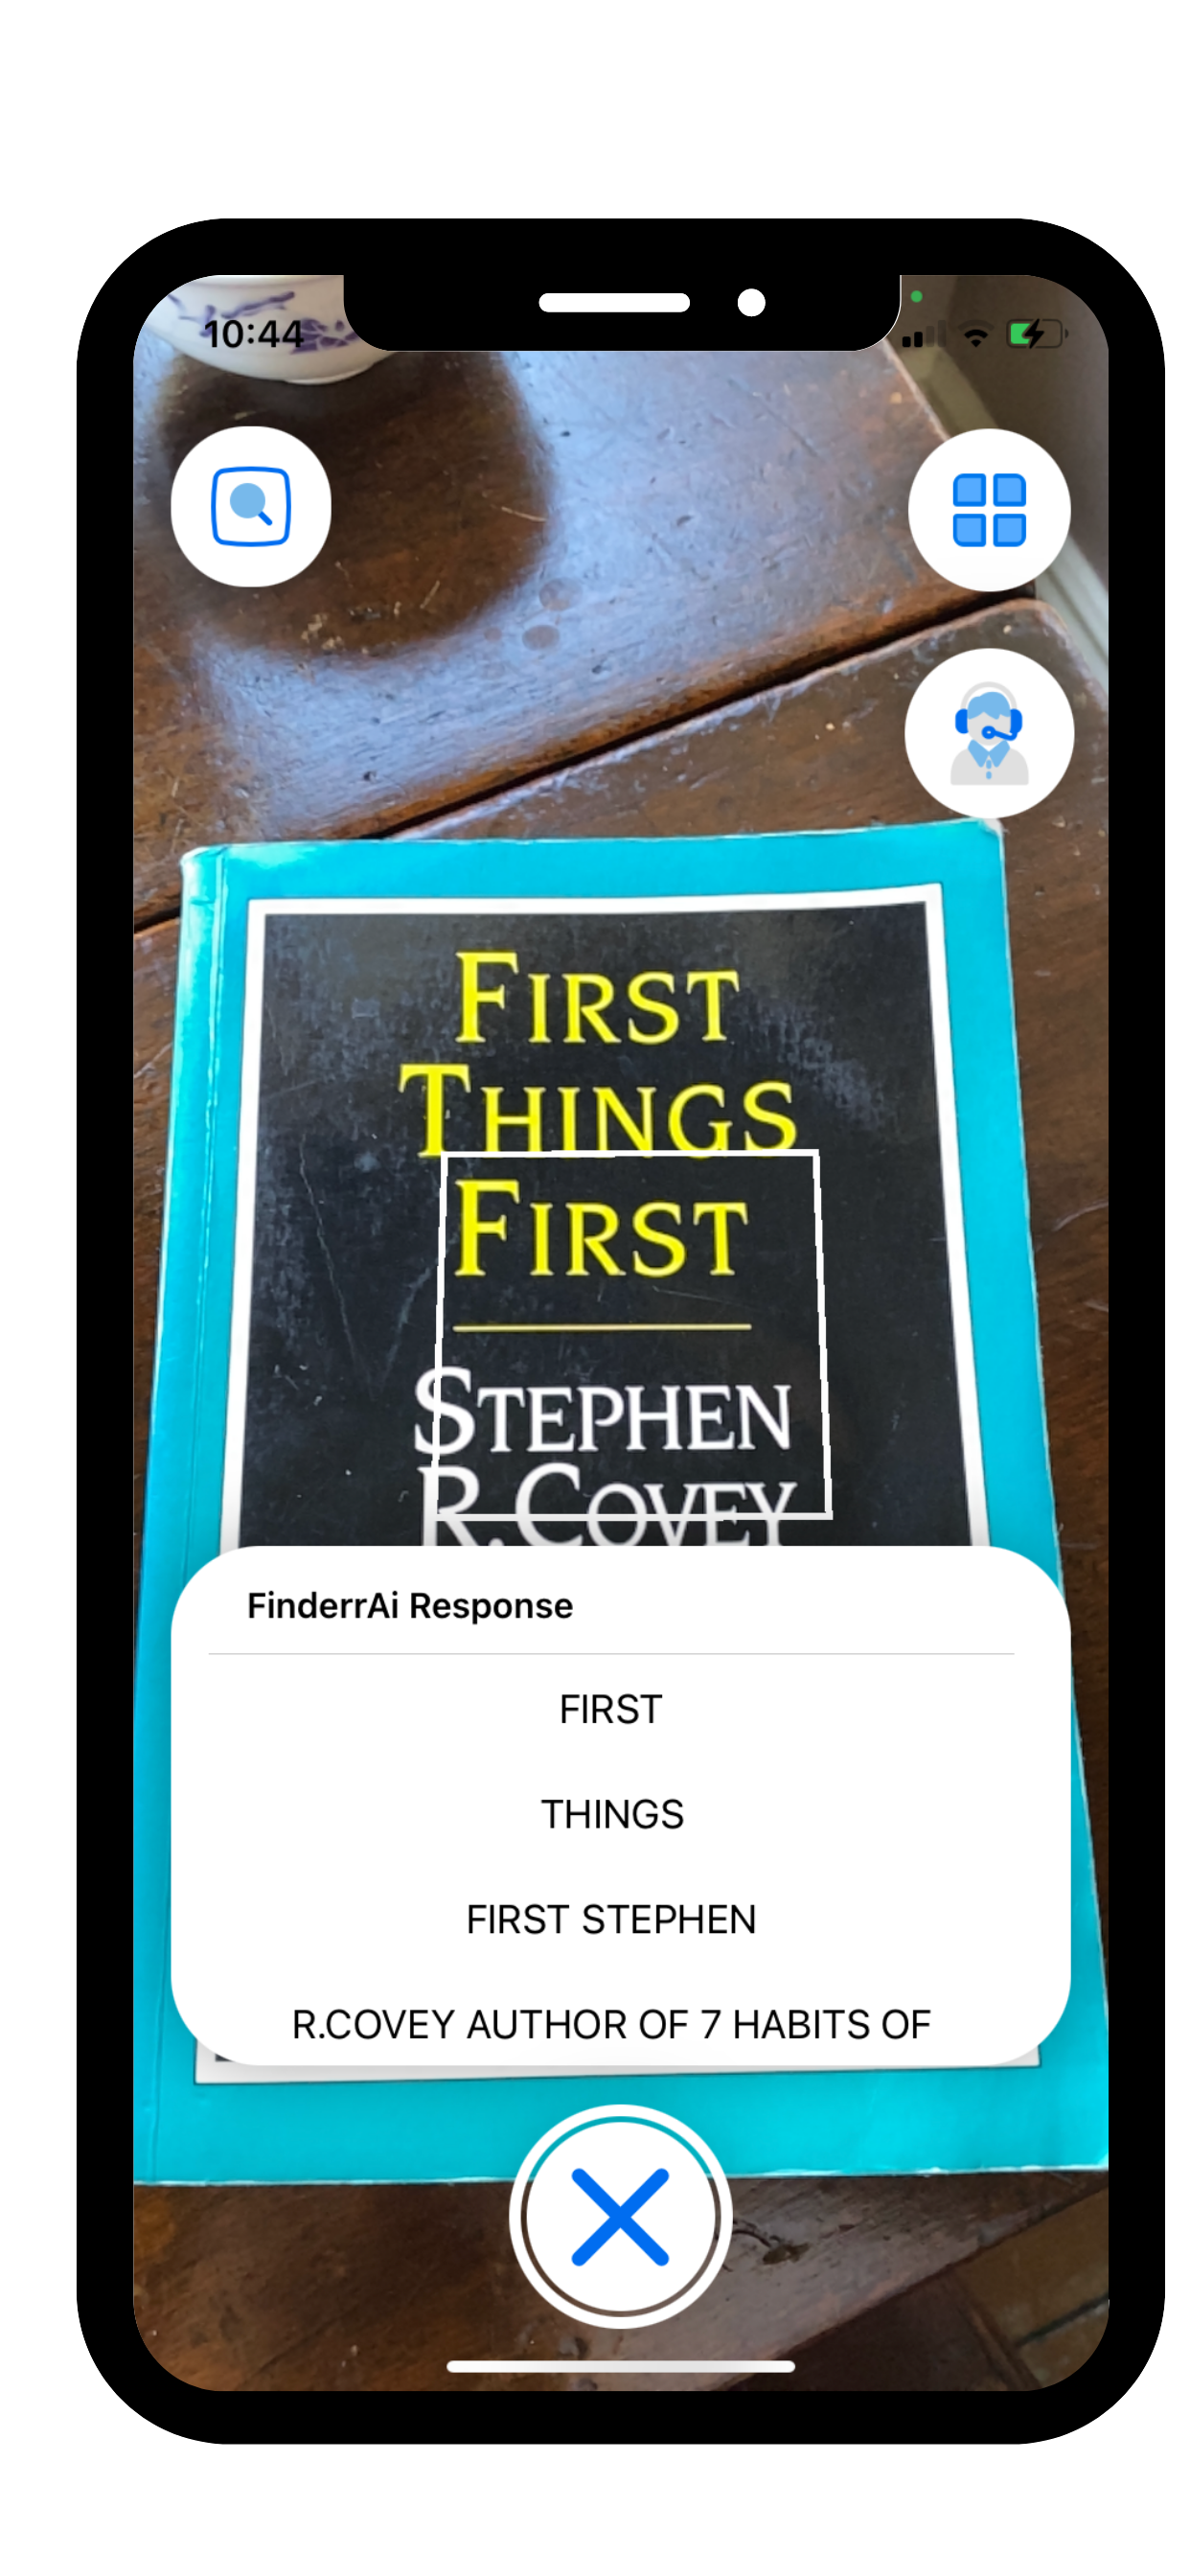 10:44
FIRST
THINGS
FIRST
STEPHEN
R.COVEY
FinderrAi Response
FIRST
THINGS
FIRST STEPHEN
R.COVEY AUTHOR OF 7 HABITS OF